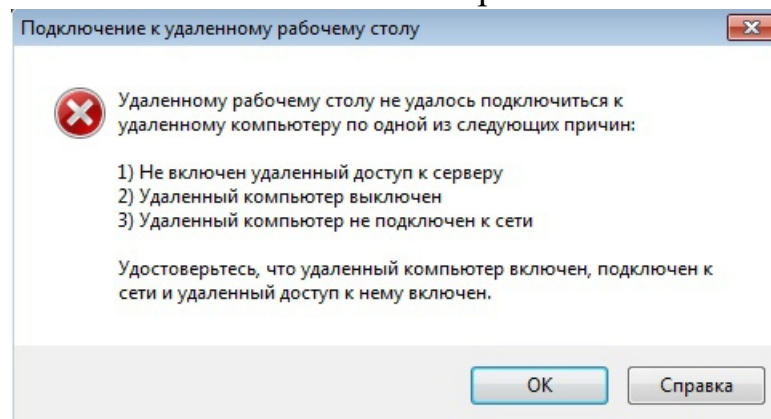 Подключение к удаленному рабочему столу
Удаленному рабочему столу не удалось подключиться к
удаленному компьютеру по одной из следующих причин:
1) Не включен удаленный доступ к серверу
2) Удаленный компьютер выключен
3) Удаленный компьютер не подключен к сети
Удостоверьтесь, что удаленный компьютер включен, подключен к
сети и удаленный доступ к нему включен.
ОК
Справка